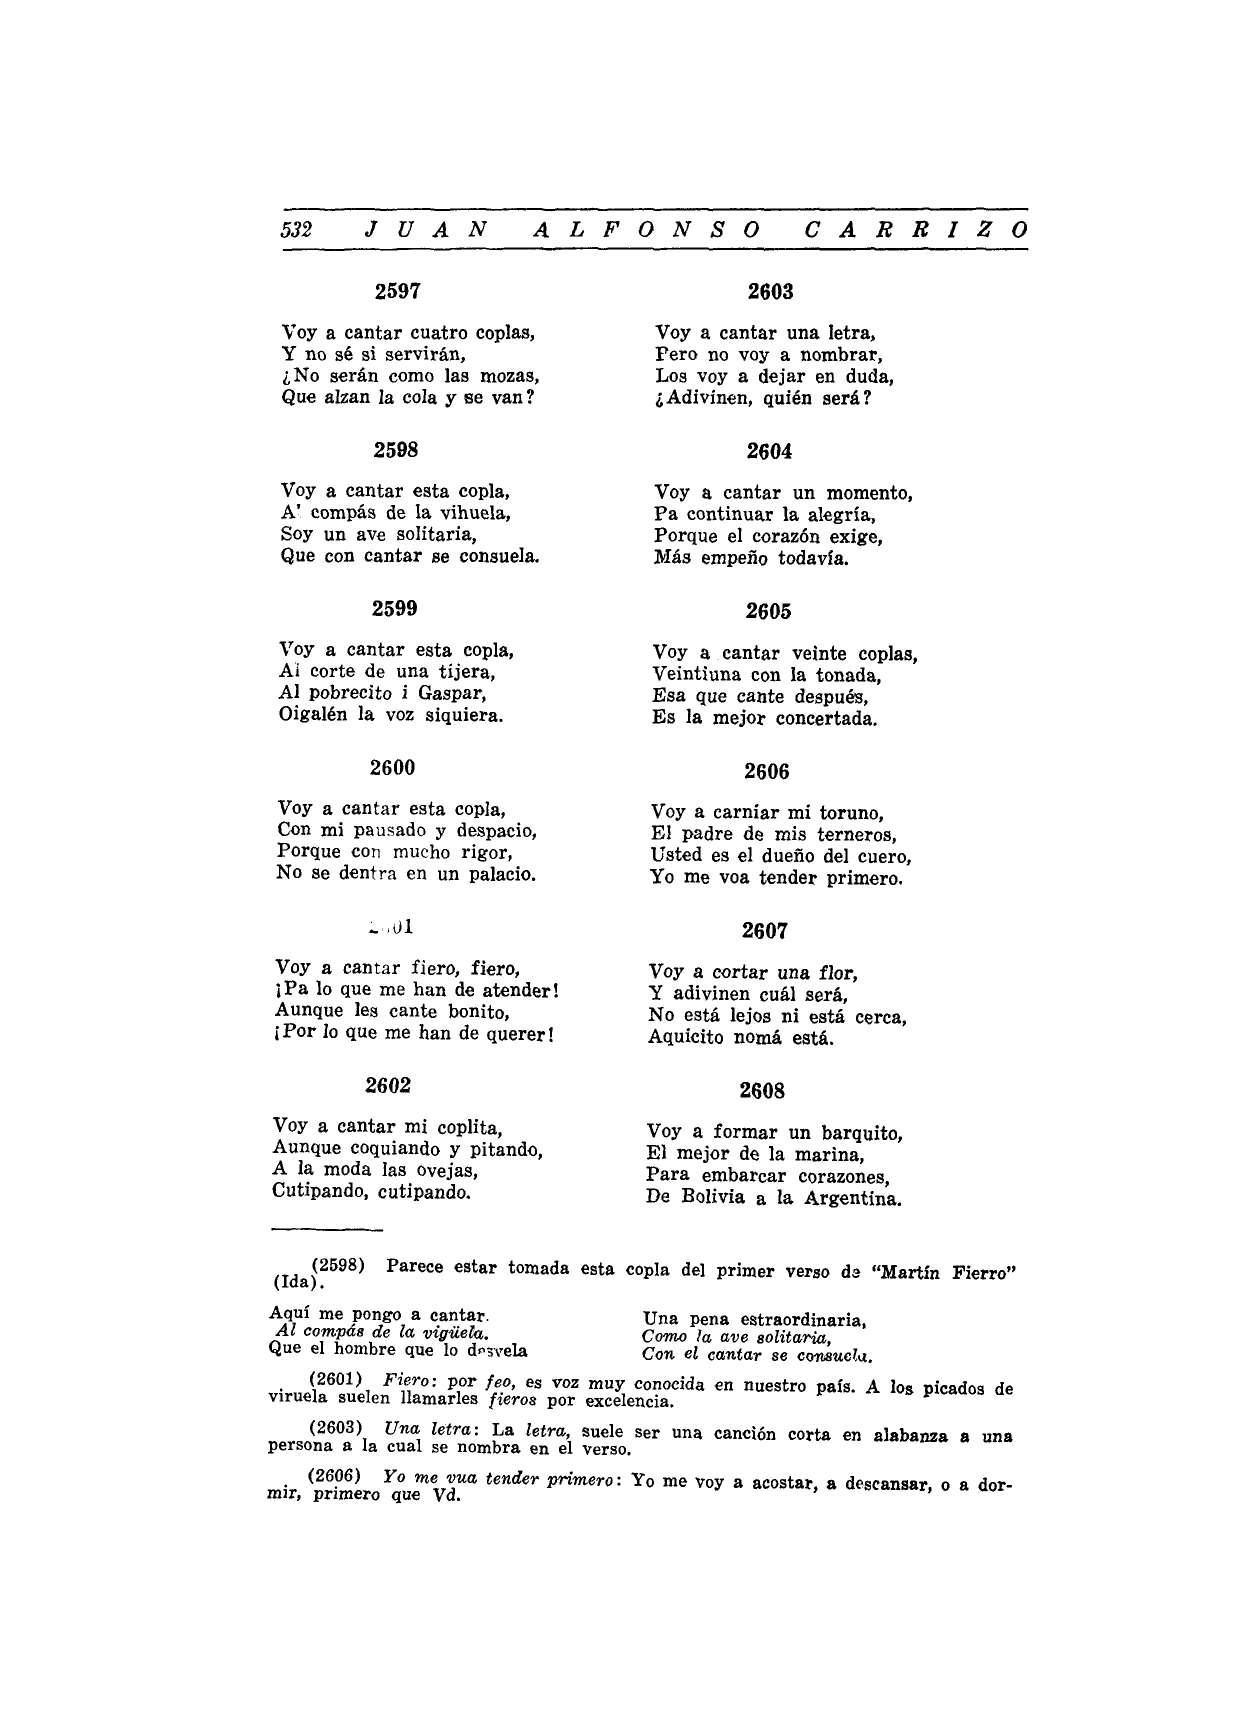 532 JUAN ALFONSO CARRIZO
2597
Voy a cantar cuatro coplas,
Y no sé si servirán,
¿No serán como las mozas,
Que alzan la cola y se van?
2598
Voy a cantar esta copla,
A' compás de la vihuela,
Soy un ave solitaria,
Que con cantar se consuela.
2599
Voy a cantar esta copla,
Al corte de una tijera,
Al pobrecito i Gaspar,
Oigalén la voz siquiera.
2600
Voy a cantar esta copla,
Con mi pausado y despacio,
Porque con mucho rigor,
No se dentra en un palacio.
2601
Voy a cantar fiero, fiero,
¡Pa lo que me han de atender!
Aunque les cante bonito,
¡Por lo que me han de querer!
2602
Voy a cantar mi coplita,
Aunque coquiando y pitando,
A la moda las ovejas,
Cutipando, cutipando.
2603
Voy a cantar una letra,
Pero no voy a nombrar,
Los voy a dejar en duda,
¿Adivinen, quién será?
2604
Voy a cantar un momento,
Pa continuar la alegría,
Porque el corazón exige,
Más empeño todavía.
2605
Voy a cantar veinte coplas,
Veintiuna con la tonada,
Esa que cante después,
Es la mejor concertada.
2606
Voy a carniar mi toruno,
El padre de mis terneros,
Usted es el dueño del cuero,
Yo me voa tender primero.
2607
Voy a cortar una flor,
Y adivinen cuál será,
No está lejos ni está cerca,
Aquicito nomá está.
2608
Voy a formar un barquito,
El mejor de la marina,
Para embarcar corazones,
De Bolivia a la Argentina.
(2598) Parece estar tomada esta copla del primer verso de “Martín Fierro”
(Ida).
Aquí me pongo a cantar.
Al compás de la vigüela.
Que el hombre que lo desvela
Una pena estraordinaria,
Como la ave solitaria,
Con el cantar se consuela.
(2601) Fiero: por feo, es voz muy conocida en nuestro país. A los picados de
viruela suelen llamarles fieros por excelencia.
(2603) Una letra: La letra, suele ser una canción corta en alabanza a una
persona a la cual se nombra en el verso.
(2606) Yo me vua tender primero: Yo me voy a acostar, a descansar, o a dor-
mir, primero que Vd.